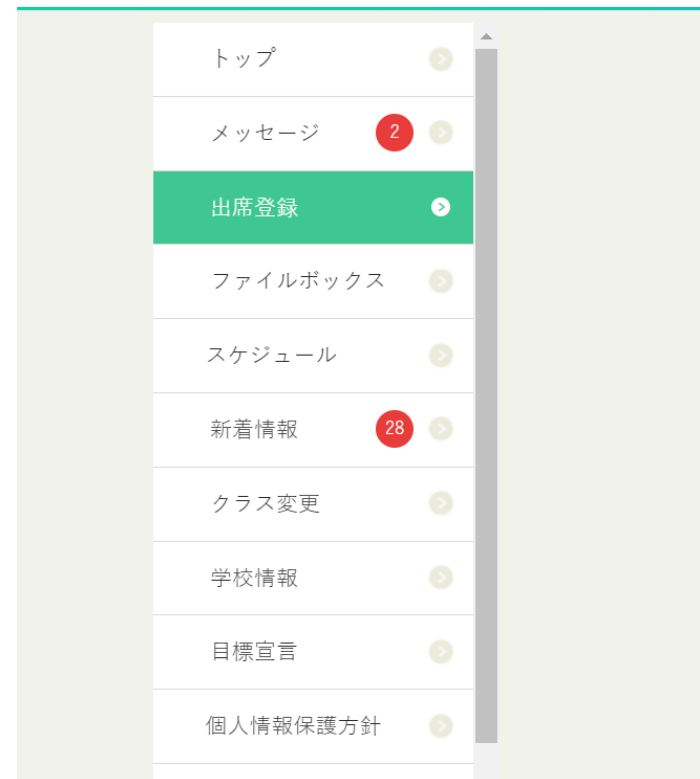 トップ
メッセージ 2
出席登録
ファイルボックス
スケジュール
新着情報 28
クラス変更
学校情報
目標宣言
個人情報保護方針